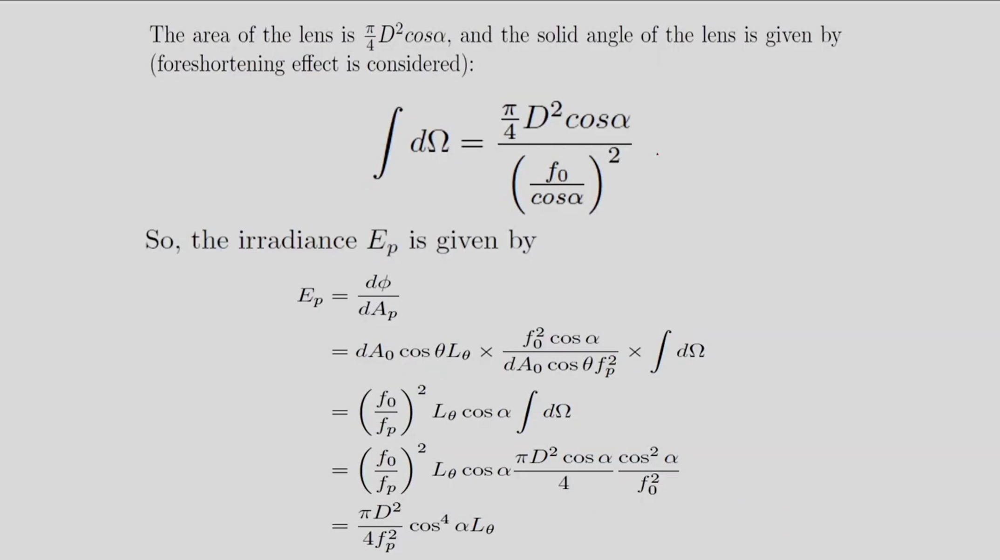 The area of the lens is \frac{\pi}{4}D^2 cos\alpha, and the solid angle of the lens is given by
(foreshortening effect is considered):
\int d\Omega = \frac{\frac{\pi}{4}D^2 cos\alpha}{\left(\frac{f_0}{cos\alpha}\right)^2} .
So, the irradiance E_p is given by
E_p = \frac{d\phi}{dA_p}
= dA_0 \cos\theta L_\theta \times \frac{f_0^2 \cos\alpha}{dA_0 \cos\theta f_p^2} \times \int d\Omega
= \left(\frac{f_0}{f_p}\right)^2 L_\theta \cos\alpha \int d\Omega
= \left(\frac{f_0}{f_p}\right)^2 L_\theta \cos\alpha \frac{\pi D^2 \cos\alpha}{4} \frac{\cos^2\alpha}{f_0^2}
= \frac{\pi D^2}{4f_p^2} \cos^4\alpha L_\theta